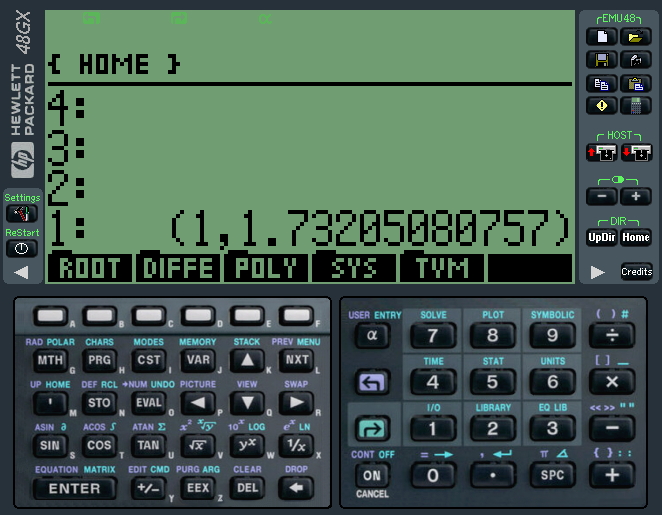 HEWLETT PACKARD 48GX
hp
{ HOME }
4:
3:
2:
1: (1,1.73205080757)
ROOT DIFFE POLY SYS TVM
Settings
ReStart
EMU48
HOST
DIR
UpDir Home
Credits
A B C D E F
RAD POLAR CHARS MODES MEMORY STACK PREV MENU
MTH G PRG H CST I VAR J ▲ K NXT L
UP HOME DEF RCL →NUM UNDO PICTURE VIEW SWAP
' M STO N EVAL O ◀ P ▼ Q ▶ R
ASIN ∂ ACOS ∫ ATAN Σ x² ˣ√y 10ˣ LOG eˣ LN
SIN S COS T TAN U √x V yˣ W 1/x X
EQUATION MATRIX EDIT CMD PURG ARG CLEAR DROP
ENTER +/− Y EEX Z DEL
USER ENTRY SOLVE PLOT SYMBOLIC ( ) #
α 7 8 9 ÷
TIME STAT UNITS [ ] _
4 5 6 ×
I/O LIBRARY EQ LIB << >> " "
1 2 3 −
CONT OFF = → , ↵ π ∠ { } : :
ON 0 . SPC +
CANCEL